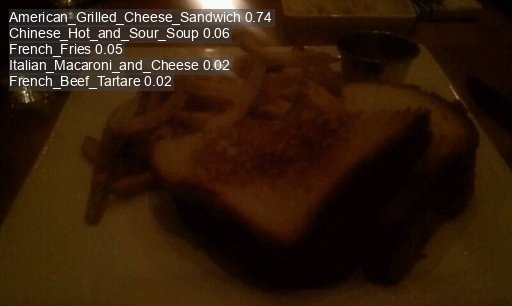 American_Grilled_Cheese_Sandwich 0.74
Chinese_Hot_and_Sour_Soup 0.06
French_Fries 0.05
Italian_Macaroni_and_Cheese 0.02
French_Beef_Tartare 0.02